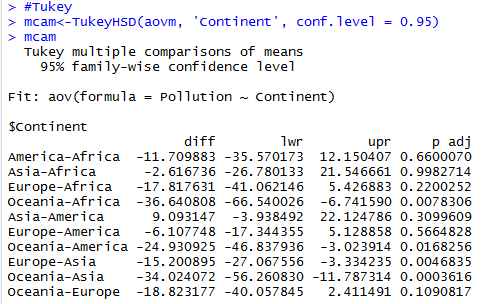 > #Tukey
> mcam<-TukeyHSD(aovm, 'Continent', conf.level = 0.95)
> mcam
  Tukey multiple comparisons of means
    95% family-wise confidence level

Fit: aov(formula = Pollution ~ Continent)

$Continent
                      diff        lwr        upr     p adj
America-Africa  -11.709883 -35.570173  12.150407 0.6600070
Asia-Africa      -2.616736 -26.780133  21.546661 0.9982714
Europe-Africa   -17.817631 -41.062146   5.426883 0.2200252
Oceania-Africa  -36.640808 -66.540026  -6.741590 0.0078306
Asia-America      9.093147  -3.938492  22.124786 0.3099609
Europe-America   -6.107748 -17.344355   5.128858 0.5664828
Oceania-America -24.930925 -46.837936  -3.023914 0.0168256
Europe-Asia     -15.200895 -27.067556  -3.334235 0.0046835
Oceania-Asia    -34.024072 -56.260830 -11.787314 0.0003616
Oceania-Europe  -18.823177 -40.057845   2.411491 0.1090817